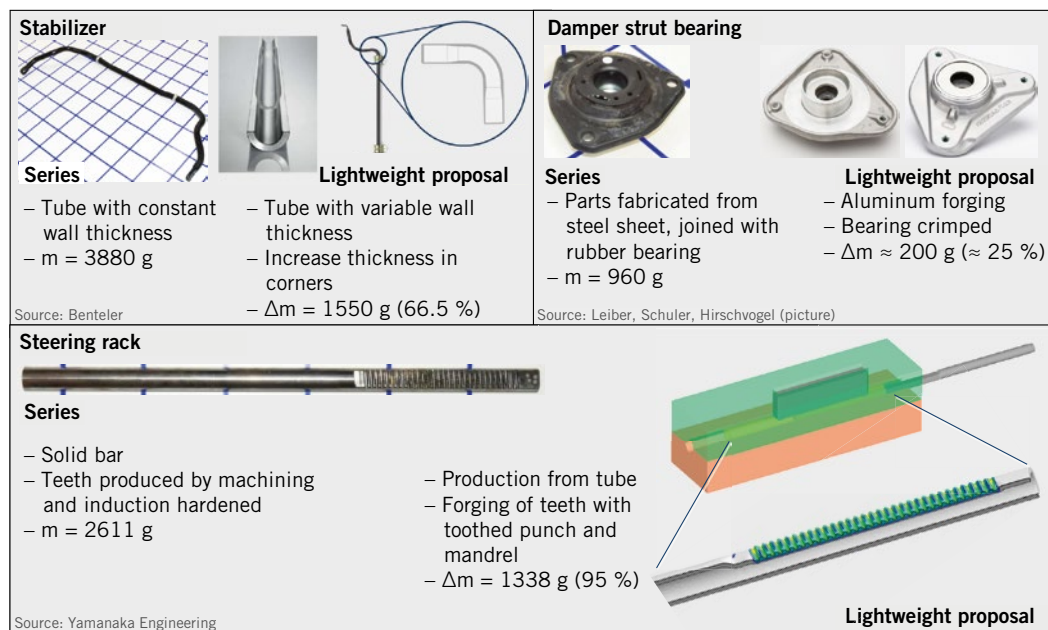 Stabilizer
Series
– Tube with constant
wall thickness
– m = 3880 g
Lightweight proposal
– Tube with variable wall
thickness
– Increase thickness in
corners
– Δm = 1550 g (66.5 %)
Source: Benteler
Damper strut bearing
Series
– Parts fabricated from
steel sheet, joined with
rubber bearing
– m = 960 g
Lightweight proposal
– Aluminum forging
– Bearing crimped
– Δm ≈ 200 g (≈ 25 %)
Source: Leiber, Schuler, Hirschvogel (picture)
Steering rack
Series
– Solid bar
– Teeth produced by machining
and induction hardened
– m = 2611 g
– Production from tube
– Forging of teeth with
toothed punch and
mandrel
– Δm = 1338 g (95 %)
Lightweight proposal
Source: Yamanaka Engineering